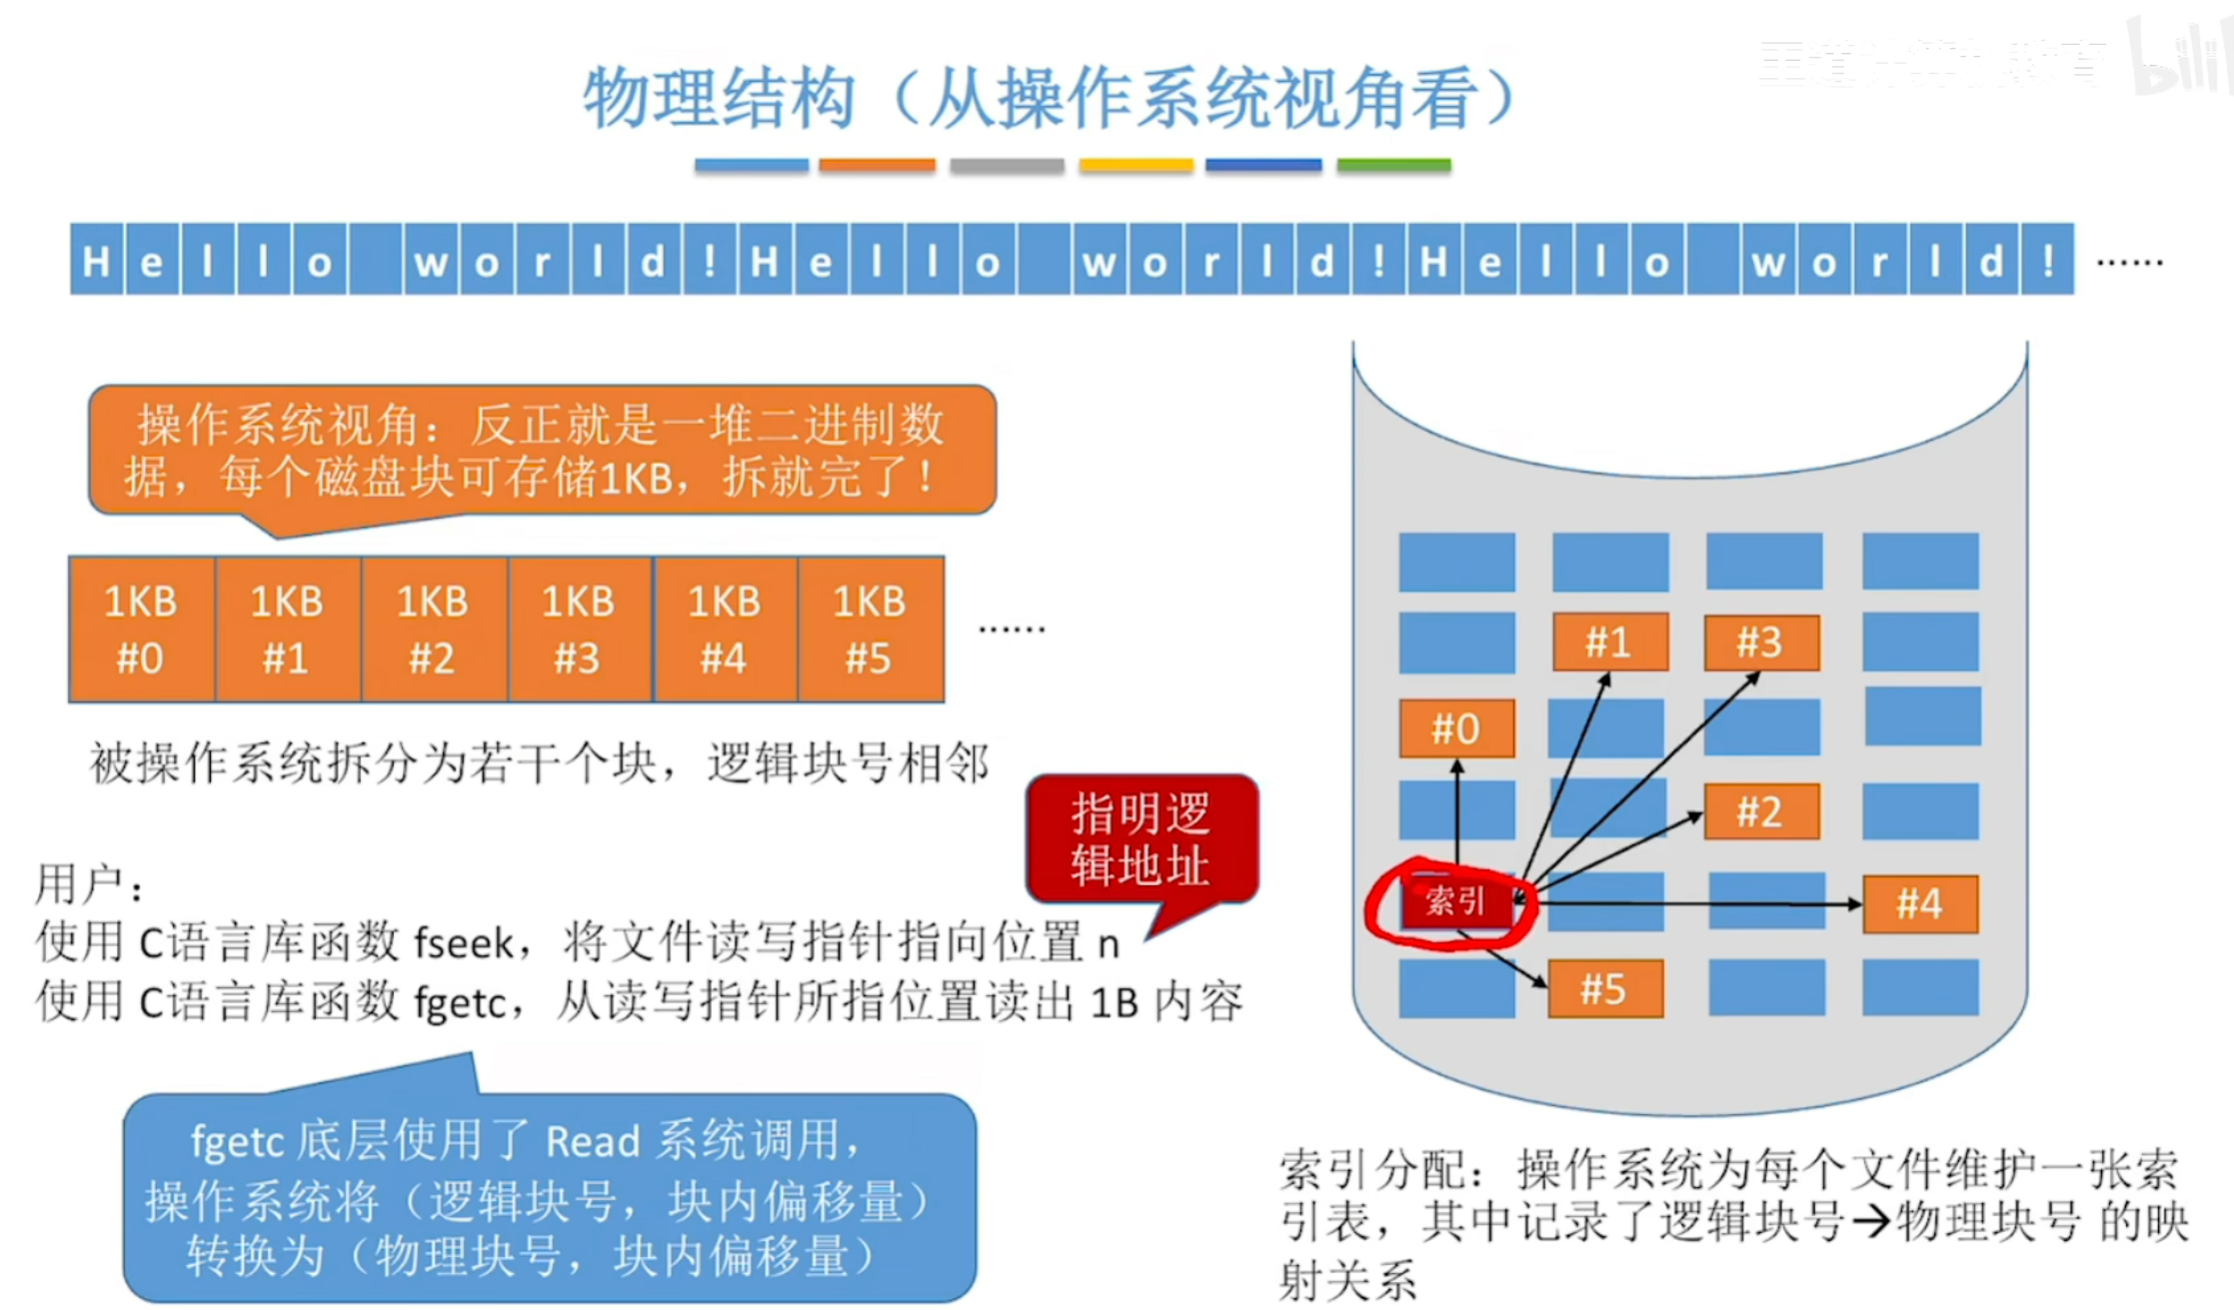 王道计算机教育 bili
物理结构（从操作系统视角看）
Hello world!Hello world!Hello world! ······
操作系统视角：反正就是一堆二进制数
据，每个磁盘块可存储1KB，拆就完了！
1KB 1KB 1KB 1KB 1KB 1KB
#0 #1 #2 #3 #4 #5 ······
被操作系统拆分为若干个块，逻辑块号相邻
指明逻
辑地址
用户：
使用 C语言库函数 fseek，将文件读写指针指向位置 n
使用 C语言库函数 fgetc，从读写指针所指位置读出 1B 内容
fgetc 底层使用了 Read 系统调用，
操作系统将（逻辑块号，块内偏移量）
转换为（物理块号，块内偏移量）
#1 #3
#0
#2
索引 #4
#5
索引分配：操作系统为每个文件维护一张索
引表，其中记录了逻辑块号→物理块号 的映
射关系